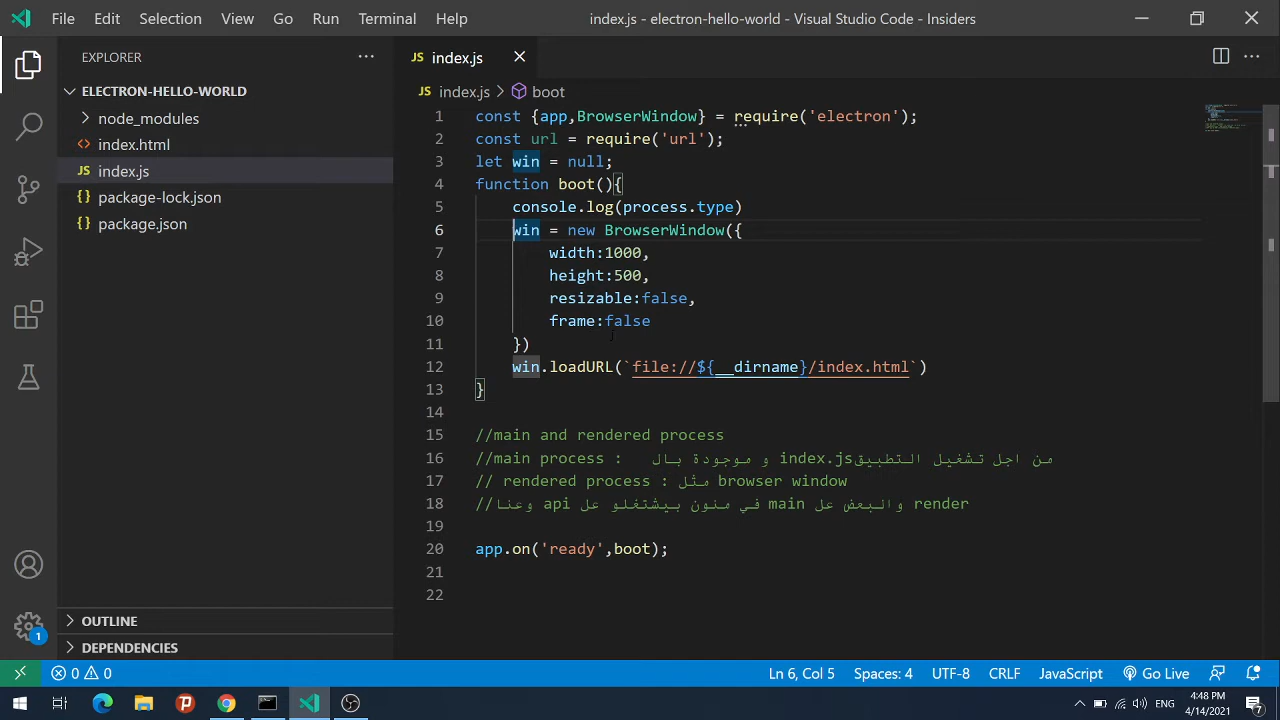 File Edit Selection View Go Run Terminal Help index.js - electron-hello-world - Visual Studio Code - Insiders
EXPLORER
ELECTRON-HELLO-WORLD
node_modules
index.html
JS index.js
{} package-lock.json
{} package.json
OUTLINE
DEPENDENCIES
JS index.js
JS index.js > boot
1 const {app,BrowserWindow} = require('electron');
2 const url = require('url');
3 let win = null;
4 function boot(){
5 console.log(process.type)
6 win = new BrowserWindow({
7 width:1000,
8 height:500,
9 resizable:false,
10 frame:false
11 })
12 win.loadURL(`file://${__dirname}/index.html`)
13 }
14
15 //main and rendered process
16 //main process : من اجل تشغيل التطبيقindex.js و موجودة بال
17 // rendered process : مثل browser window
18 //وعنا api في منون بيشتغلو عل main والبعض عل render
19
20 app.on('ready',boot);
21
22
1
0 0 Ln 6, Col 5 Spaces: 4 UTF-8 CRLF JavaScript Go Live
ENG 4:48 PM
4/14/2021
7